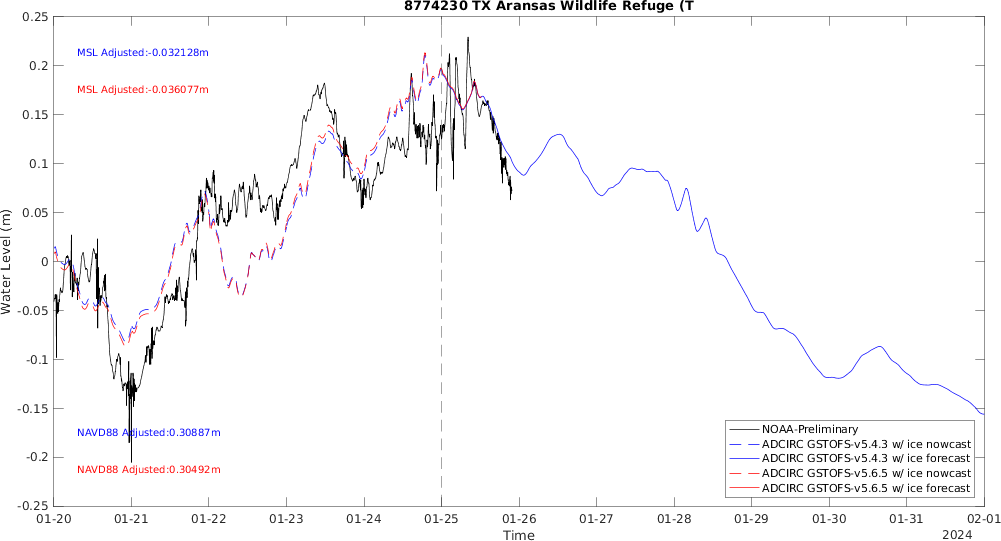 8774230 TX Aransas Wildlife Refuge (T
Water Level (m)
0.25
0.2
0.15
0.1
0.05
0
-0.05
-0.1
-0.15
-0.2
-0.25
MSL Adjusted:-0.032128m
MSL Adjusted:-0.036077m
NAVD88 Adjusted:0.30887m
NAVD88 Adjusted:0.30492m
NOAA-Preliminary
ADCIRC GSTOFS-v5.4.3 w/ ice nowcast
ADCIRC GSTOFS-v5.4.3 w/ ice forecast
ADCIRC GSTOFS-v5.6.5 w/ ice nowcast
ADCIRC GSTOFS-v5.6.5 w/ ice forecast
01-20 01-21 01-22 01-23 01-24 01-25 01-26 01-27 01-28 01-29 01-30 01-31 02-01
Time
2024